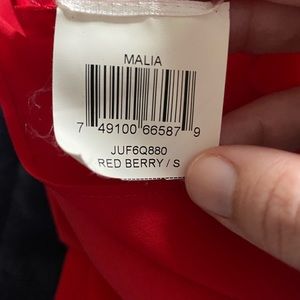 MALIA
7 49100 66587 9
JUF6Q880
RED BERRY / S